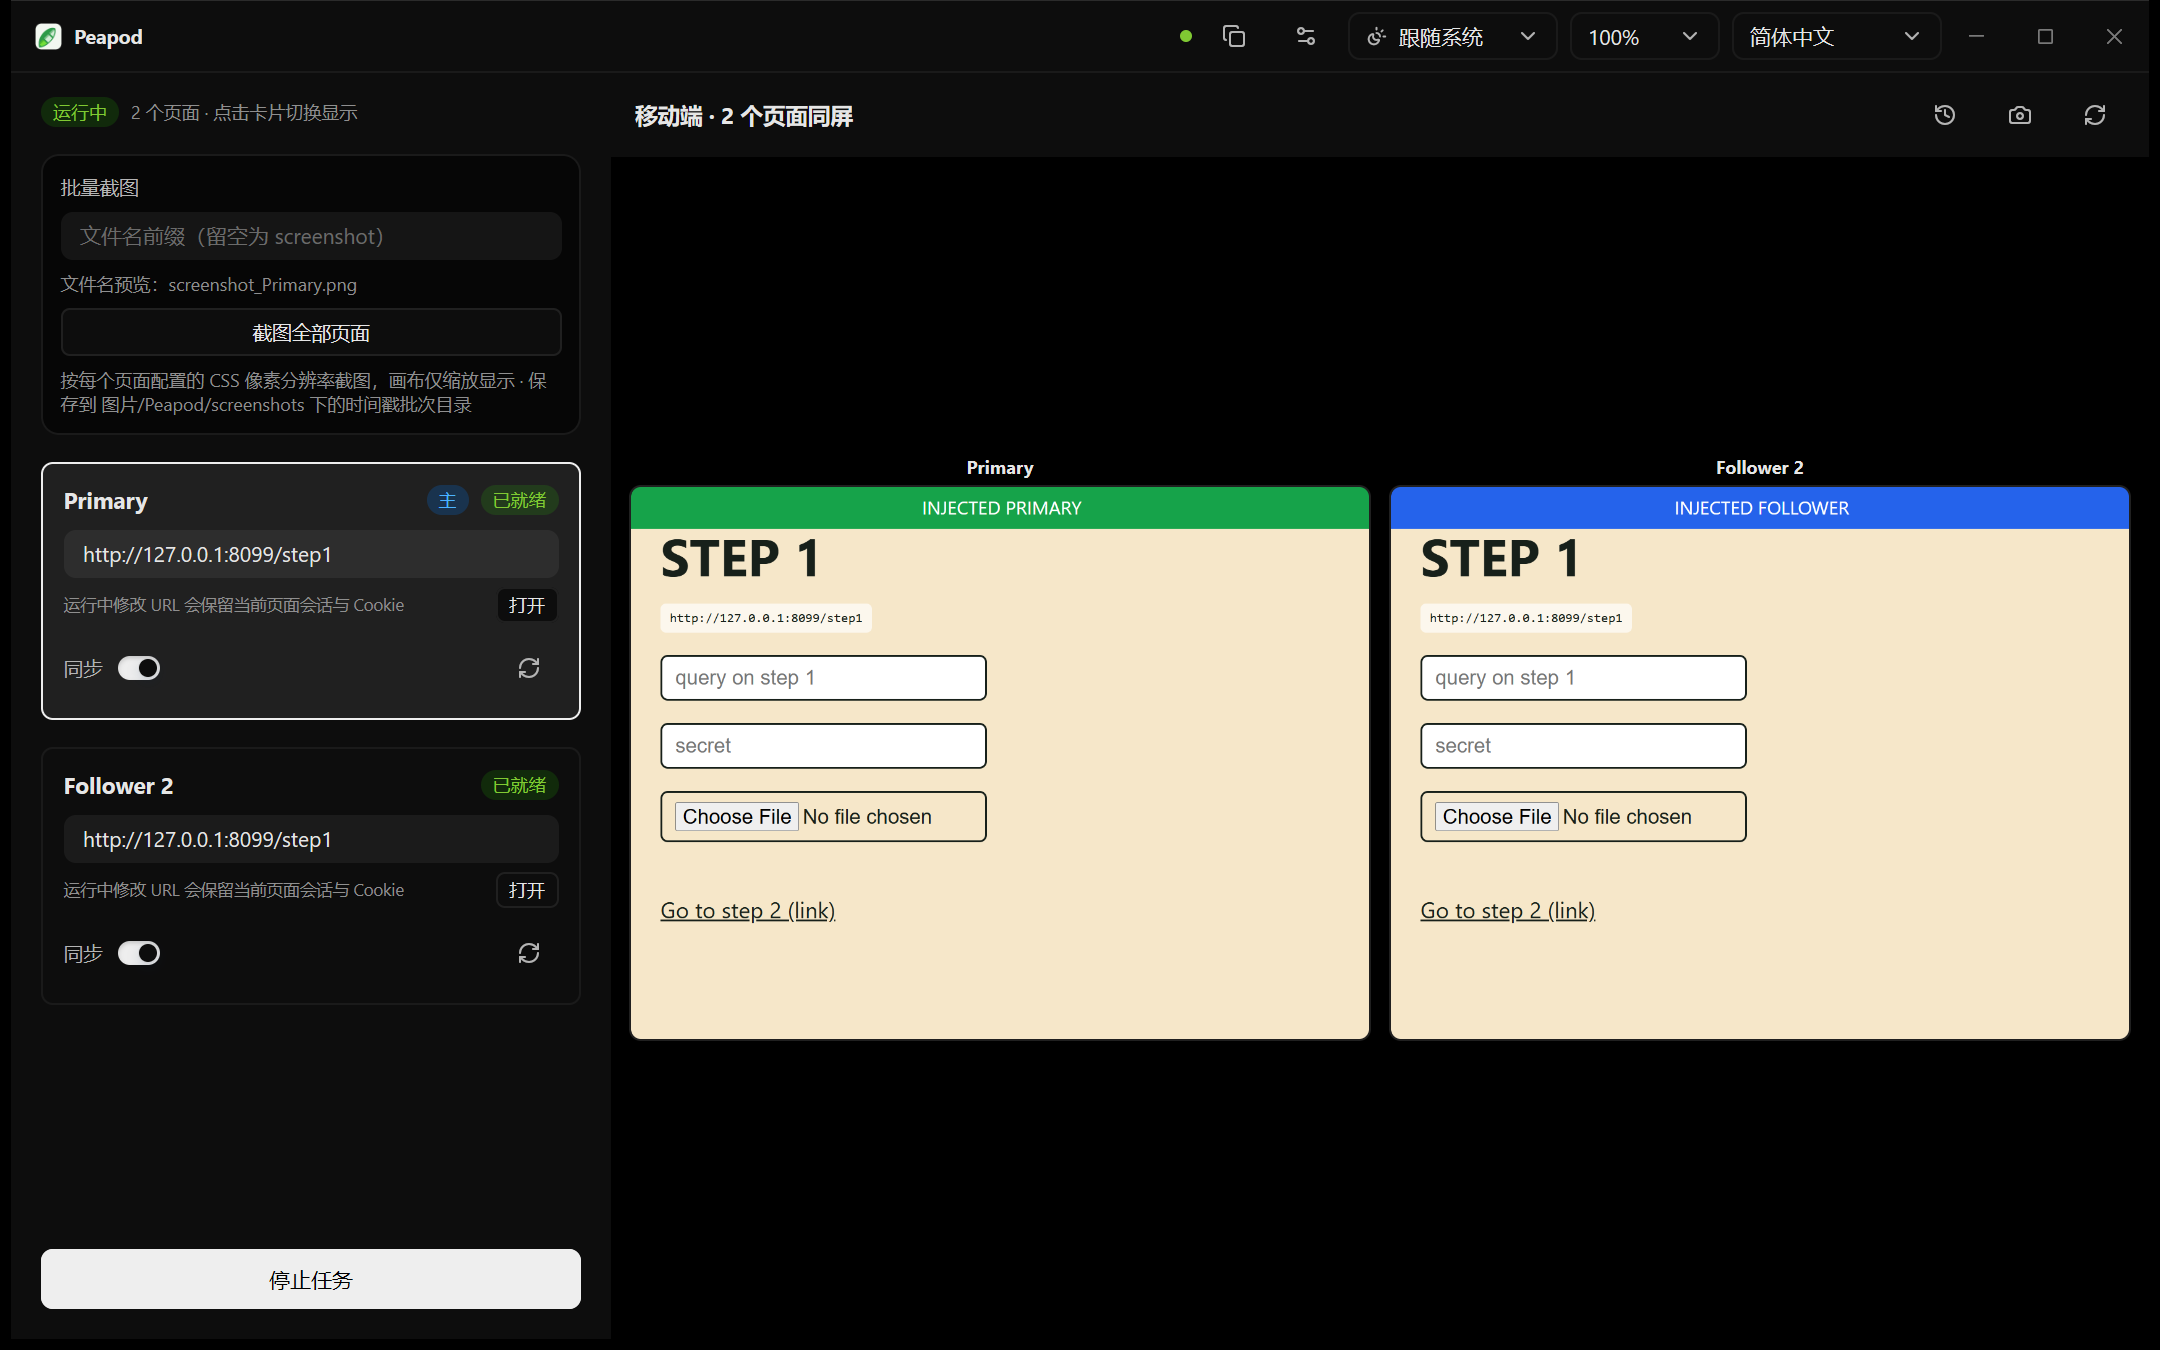 Peapod
跟随系统
100%
简体中文
运行中
2 个页面 · 点击卡片切换显示
批量截图
文件名前缀（留空为 screenshot）
文件名预览：screenshot_Primary.png
截图全部页面
按每个页面配置的 CSS 像素分辨率截图，画布仅缩放显示 · 保
存到 图片/Peapod/screenshots 下的时间戳批次目录
Primary
主
已就绪
http://127.0.0.1:8099/step1
运行中修改 URL 会保留当前页面会话与 Cookie
打开
同步
Follower 2
已就绪
http://127.0.0.1:8099/step1
运行中修改 URL 会保留当前页面会话与 Cookie
打开
同步
停止任务
移动端 · 2 个页面同屏
Primary
INJECTED PRIMARY
STEP 1
http://127.0.0.1:8099/step1
query on step 1
secret
Choose File No file chosen
Go to step 2 (link)
Follower 2
INJECTED FOLLOWER
STEP 1
http://127.0.0.1:8099/step1
query on step 1
secret
Choose File No file chosen
Go to step 2 (link)